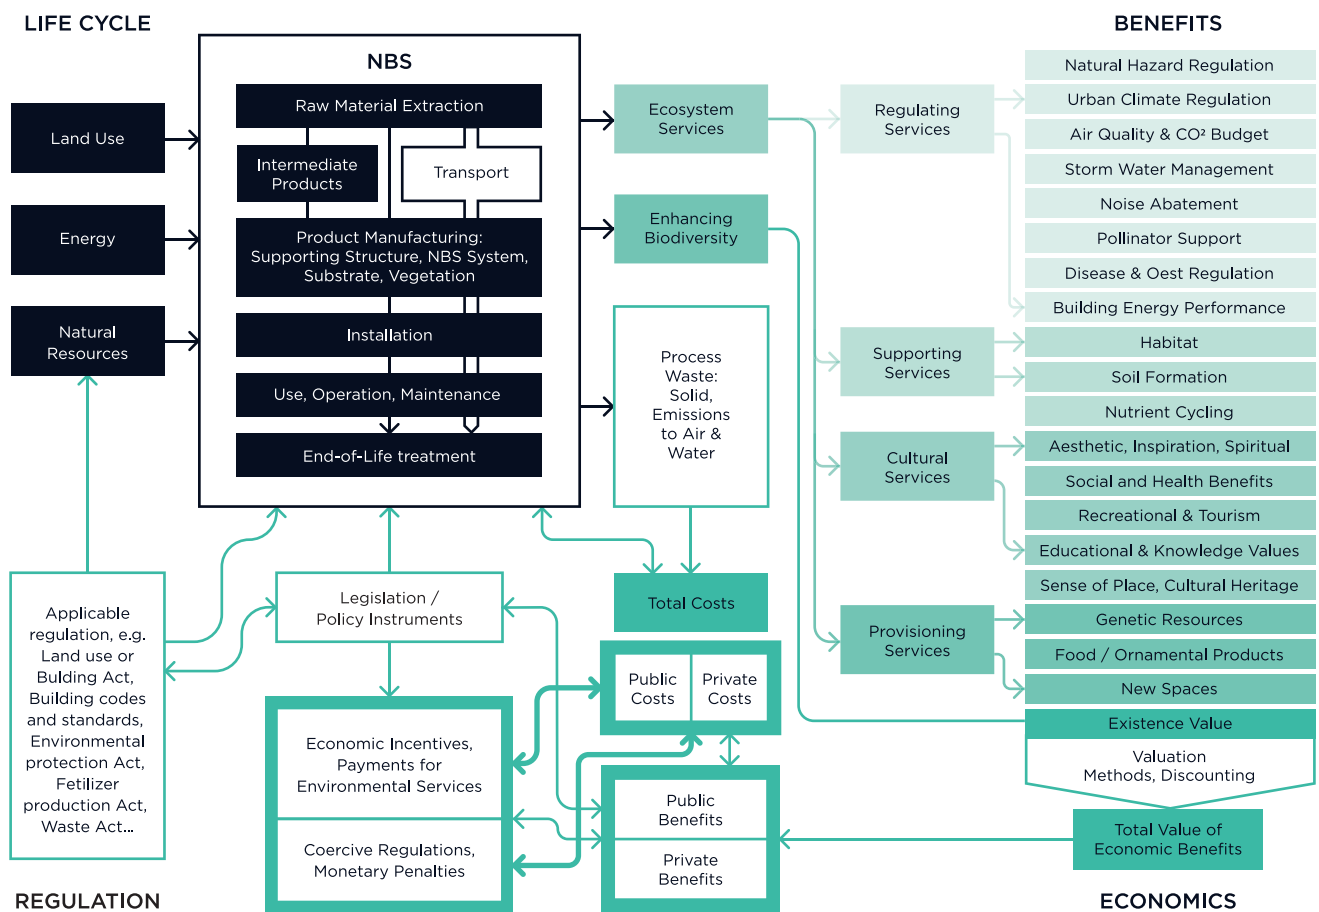 LIFE CYCLE
BENEFITS
NBS
Land Use
Energy
Natural
Resources
Raw Material Extraction
Intermediate
Products
Transport
Product Manufacturing:
Supporting Structure, NBS System,
Substrate, Vegetation
Installation
Use, Operation, Maintenance
End-of-Life treatment
Ecosystem
Services
Enhancing
Biodiversity
Process
Waste:
Solid,
Emissions
to Air &
Water
Regulating
Services
Supporting
Services
Cultural
Services
Provisioning
Services
Natural Hazard Regulation
Urban Climate Regulation
Air Quality & CO² Budget
Storm Water Management
Noise Abatement
Pollinator Support
Disease & Oest Regulation
Building Energy Performance
Habitat
Soil Formation
Nutrient Cycling
Aesthetic, Inspiration, Spiritual
Social and Health Benefits
Recreational & Tourism
Educational & Knowledge Values
Sense of Place, Cultural Heritage
Genetic Resources
Food / Ornamental Products
New Spaces
Existence Value
Valuation
Methods, Discounting
Total Value of
Economic Benefits
Applicable
regulation, e.g.
Land use or
Bulding Act,
Building codes
and standards,
Environmental
protection Act,
Fetilizer
production Act,
Waste Act...
Legislation /
Policy Instruments
Total Costs
Public
Costs
Private
Costs
Economic Incentives,
Payments for
Environmental Services
Coercive Regulations,
Monetary Penalties
Public
Benefits
Private
Benefits
REGULATION
ECONOMICS